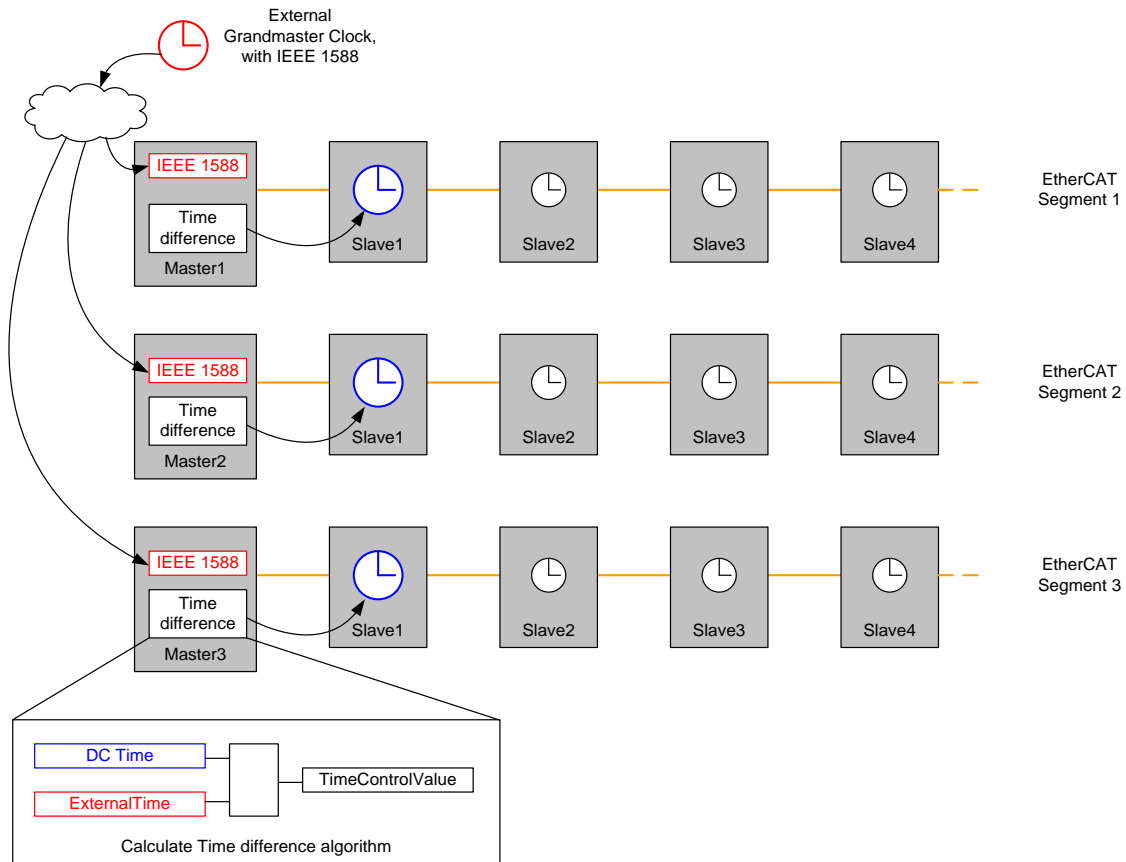 External
Grandmaster Clock,
with IEEE 1588
IEEE 1588
Time
difference
Master1
Slave1
Slave2
Slave3
Slave4
EtherCAT
Segment 1
IEEE 1588
Time
difference
Master2
Slave1
Slave2
Slave3
Slave4
EtherCAT
Segment 2
IEEE 1588
Time
difference
Master3
Slave1
Slave2
Slave3
Slave4
EtherCAT
Segment 3
DC Time
ExternalTime
TimeControlValue
Calculate Time difference algorithm